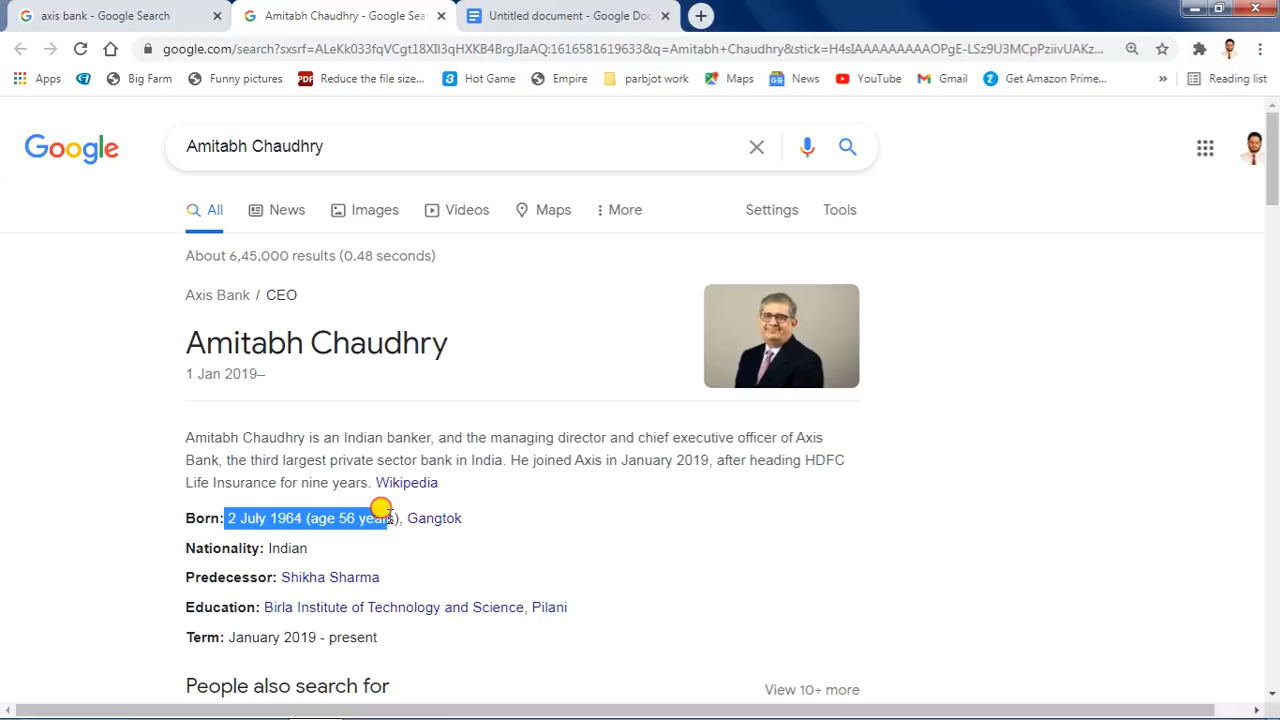 axis bank - Google Search
Amitabh Chaudhry - Google Sea
Untitled document - Google Doc
google.com/search?sxsrf=ALeKk033fqVCgt18XlI3qHXKB4BrgJIaAQ:1616581619633&q=Amitabh+Chaudhry&stick=H4sIAAAAAAAAAOPgE-LSz9U3MCpPziivUAKz...
Apps
Big Farm
Funny pictures
PDF Reduce the file size...
3 Hot Game
Empire
parbjot work
Maps
News
YouTube
Gmail
Get Amazon Prime...
»
Reading list
Google
Amitabh Chaudhry
All
News
Images
Videos
Maps
More
Settings
Tools
About 6,45,000 results (0.48 seconds)
Axis Bank / CEO
Amitabh Chaudhry
1 Jan 2019–
Amitabh Chaudhry is an Indian banker, and the managing director and chief executive officer of Axis
Bank, the third largest private sector bank in India. He joined Axis in January 2019, after heading HDFC
Life Insurance for nine years. Wikipedia
Born: 2 July 1964 (age 56 years), Gangtok
Nationality: Indian
Predecessor: Shikha Sharma
Education: Birla Institute of Technology and Science, Pilani
Term: January 2019 - present
People also search for
View 10+ more